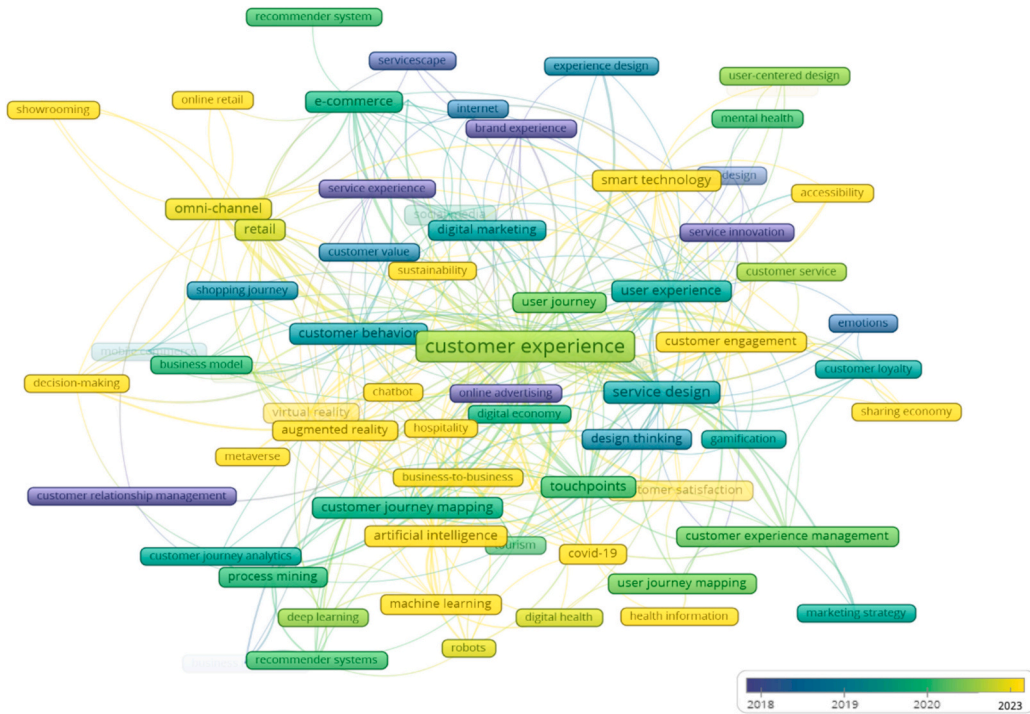 recommender system
servicescape
experience design
user-centered design
online retail
e-commerce
showrooming
internet
mental health
brand experience
smart technology
design
service experience
accessibility
omni-channel
social media
retail
digital marketing
service innovation
customer value
sustainability
customer service
shopping journey
user experience
user journey
customer behavior
emotions
customer experience
customer engagement
business model
customer loyalty
decision-making
chatbot
online advertising
service design
virtual reality
digital economy
sharing economy
augmented reality
hospitality
design thinking
gamification
metaverse
business-to-business
touchpoints
customer satisfaction
customer relationship management
customer journey mapping
artificial intelligence
customer experience management
tourism
covid-19
customer journey analytics
process mining
user journey mapping
machine learning
deep learning
digital health
health information
marketing strategy
robots
recommender systems
2018
2019
2020
2023